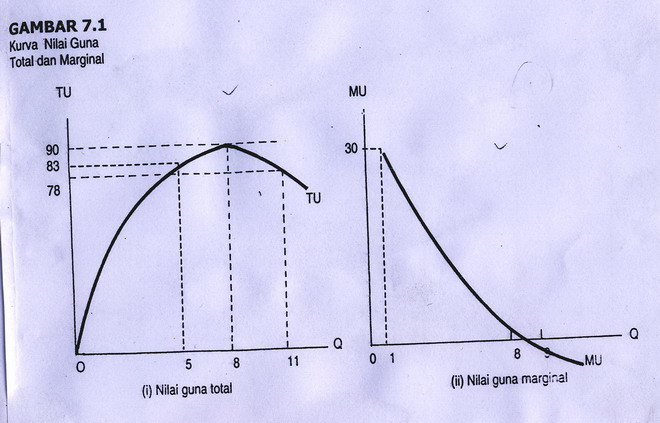 GAMBAR 7.1
Kurva Nilai Guna
Total dan Marginal
TU
90
83
78
TU
Q
O
5
8
11
(i) Nilai guna total
MU
30
Q
0
1
8
9
MU
(ii) Nilai guna marginal